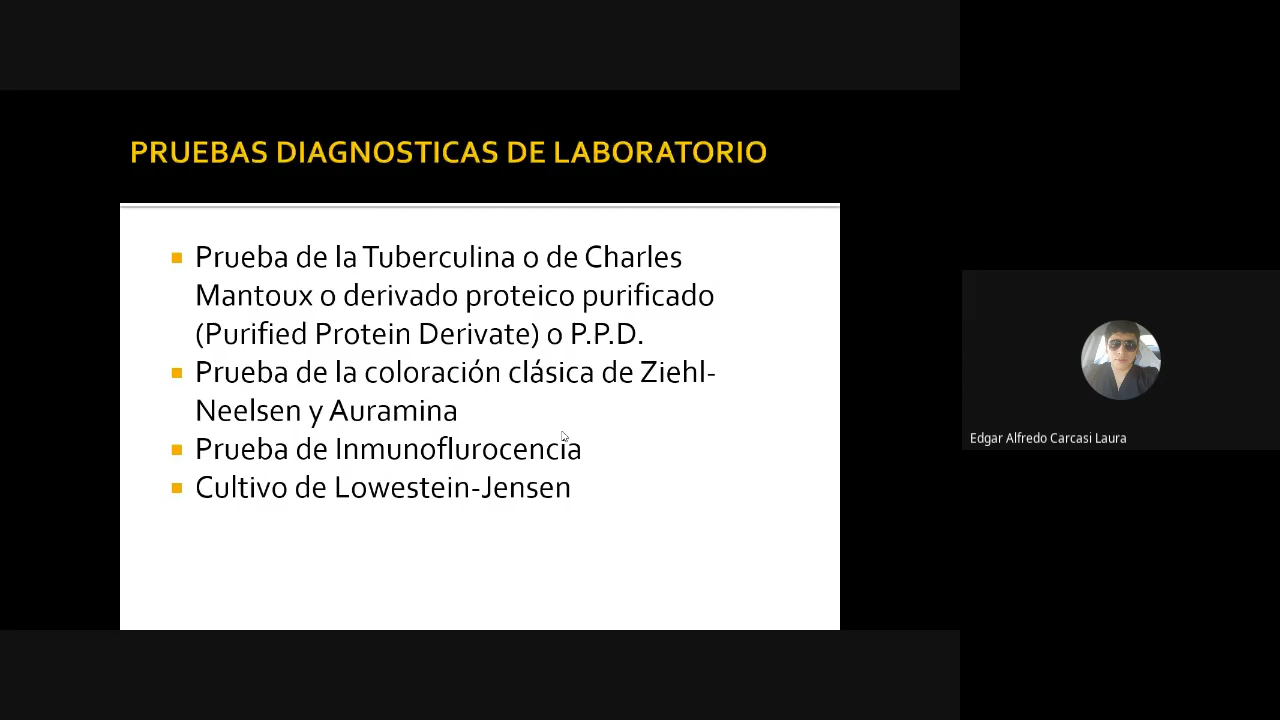 PRUEBAS DIAGNOSTICAS DE LABORATORIO
Prueba de la Tuberculina o de Charles
Mantoux o derivado proteico purificado
(Purified Protein Derivate) o P.P.D.
Prueba de la coloración clásica de Ziehl-
Neelsen y Auramina
Prueba de Inmunoflurocencia
Cultivo de Lowestein-Jensen
Edgar Alfredo Carcasi Laura